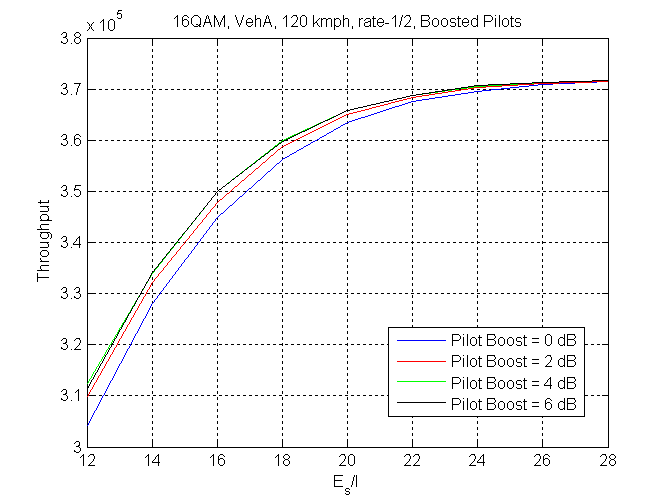 x 10^5
16QAM, VehA, 120 kmph, rate-1/2, Boosted Pilots
3.8
3.7
3.6
3.5
3.4
3.3
3.2
3.1
3
Throughput
Pilot Boost = 0 dB
Pilot Boost = 2 dB
Pilot Boost = 4 dB
Pilot Boost = 6 dB
12 14 16 18 20 22 24 26 28
E_s/I